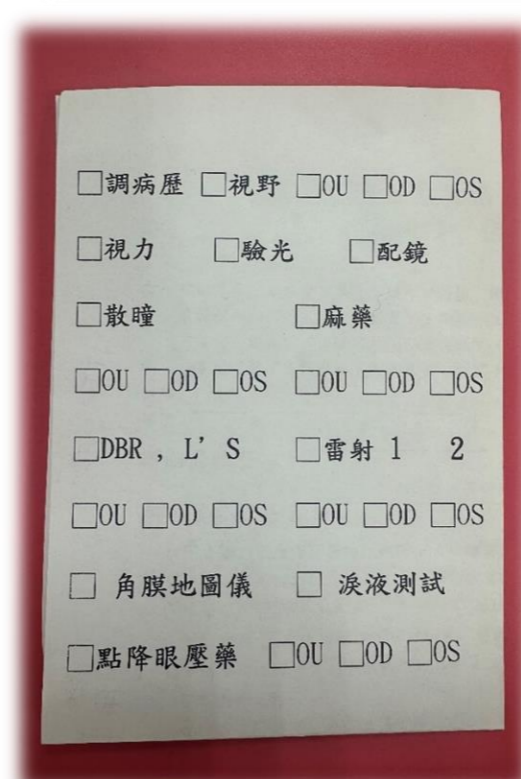 □調病歷 □視野 □OU □OD □OS
□視力 □驗光 □配鏡
□散瞳 □麻藥
□OU □OD □OS □OU □OD □OS
□DBR , L' S □雷射 1 2
□OU □OD □OS □OU □OD □OS
□ 角膜地圖儀 □ 淚液測試
□點降眼壓藥 □OU □OD □OS